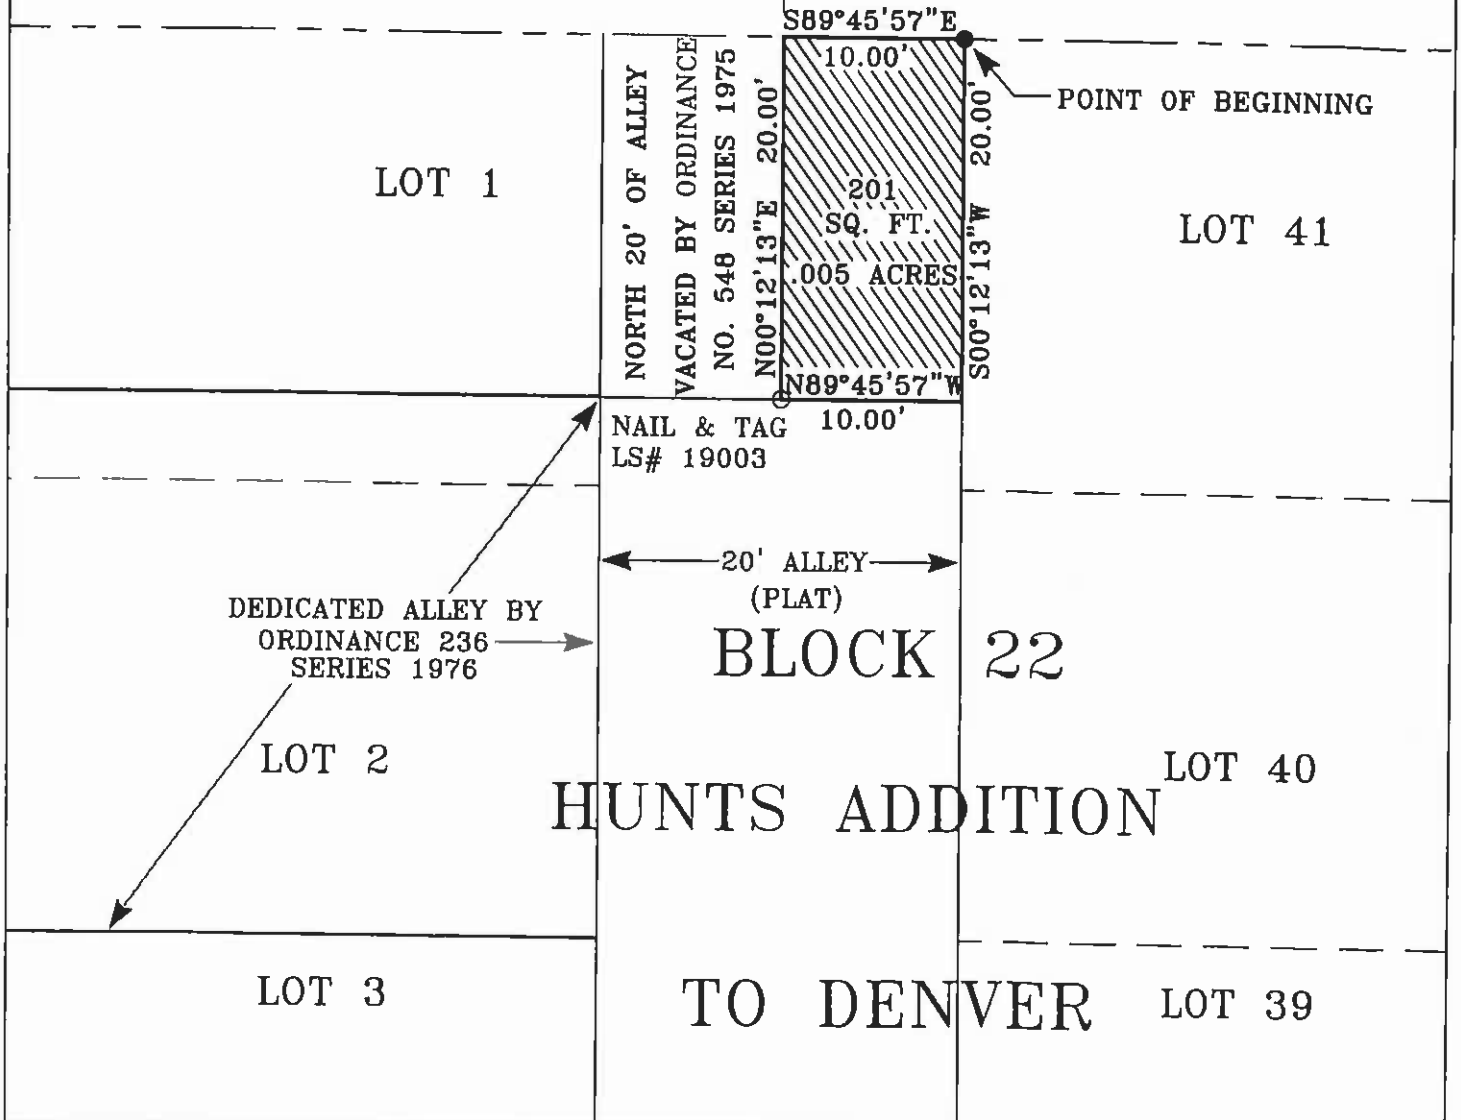 S89°45'57"E
10.00'
POINT OF BEGINNING
NORTH 20' OF ALLEY
VACATED BY ORDINANCE
NO. 548 SERIES 1975
N00°12'13"E 20.00'
201
SQ. FT.
.005 ACRES
S00°12'13"W 20.00'
LOT 1
LOT 41
N89°45'57"W
10.00'
NAIL & TAG
LS# 19003
20' ALLEY
(PLAT)
DEDICATED ALLEY BY
ORDINANCE 236
SERIES 1976
BLOCK 22
LOT 2
LOT 40
HUNTS ADDITION
LOT 3
TO DENVER
LOT 39